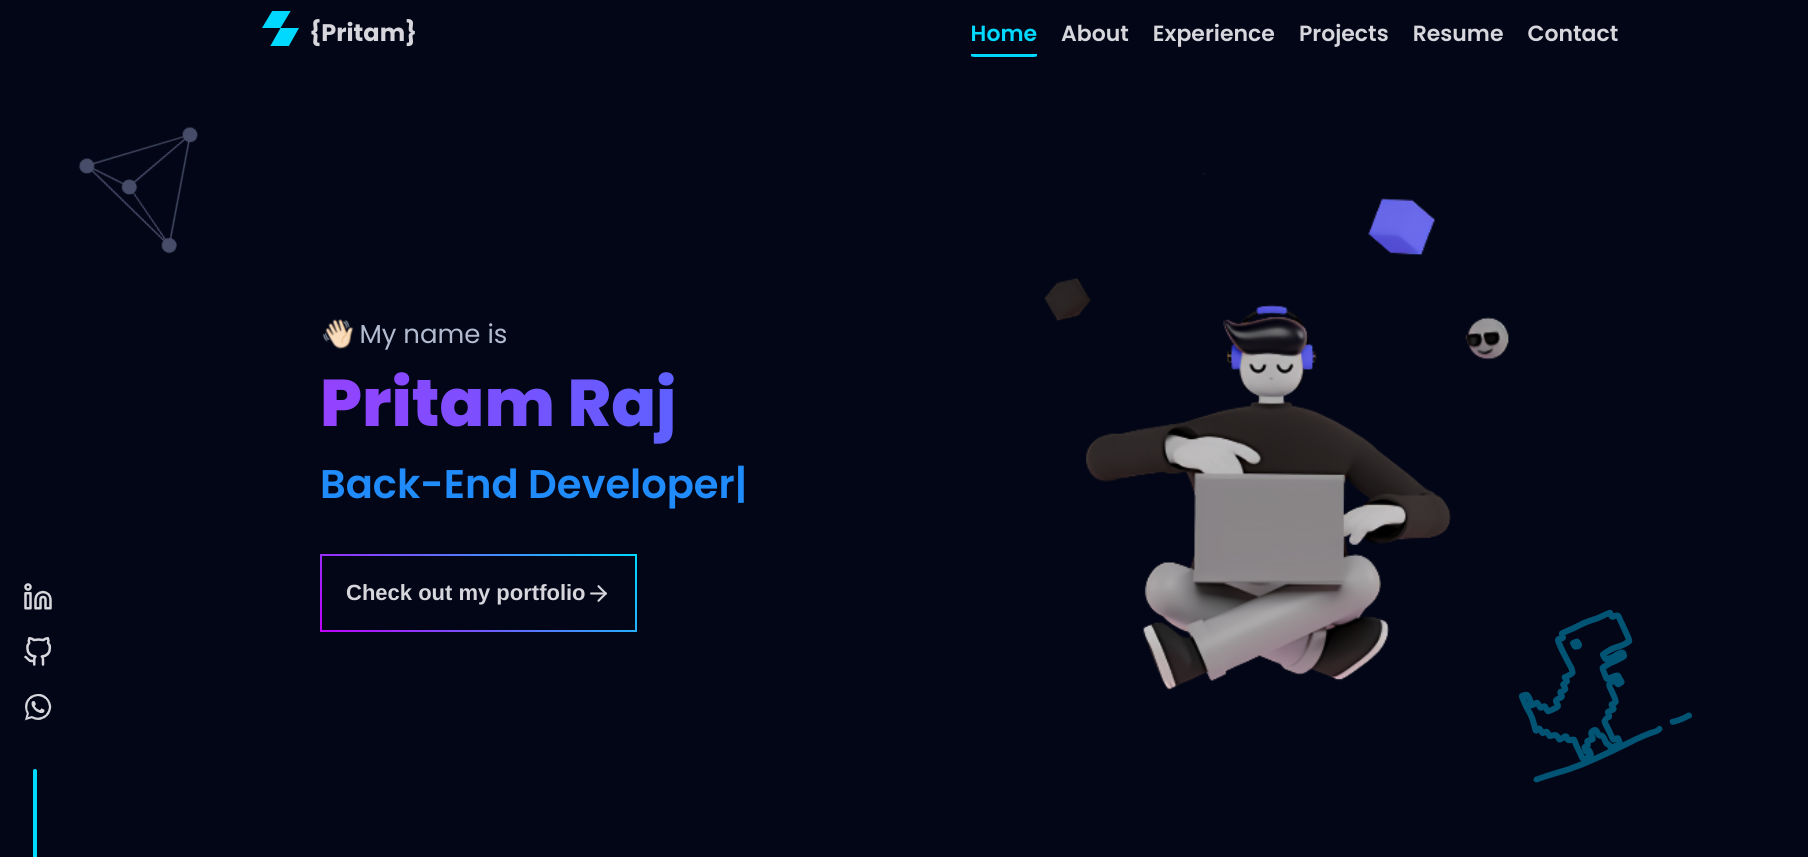 {Pritam}
Home About Experience Projects Resume Contact
👋🏻 My name is
Pritam Raj
Back-End Developer|
Check out my portfolio→